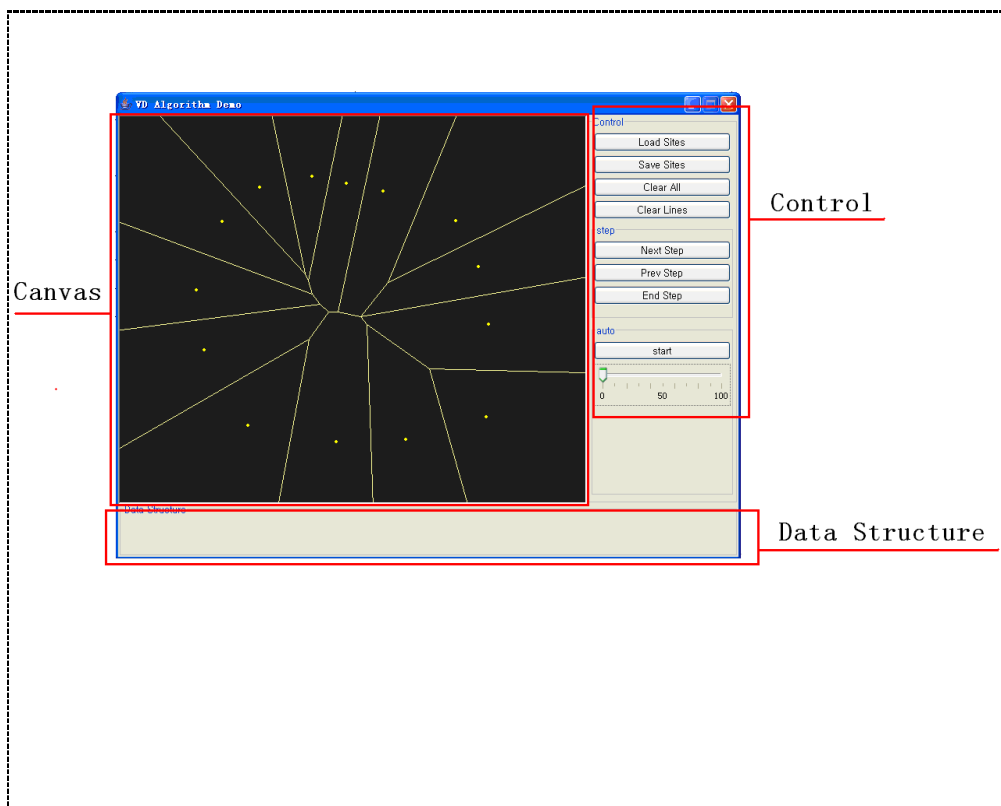 VD Algorithm Demo
Control
Load Sites
Save Sites
Clear All
Clear Lines
step
Next Step
Prev Step
End Step
auto
start
0 50 100
Data Structure
Canvas
Control
Data Structure